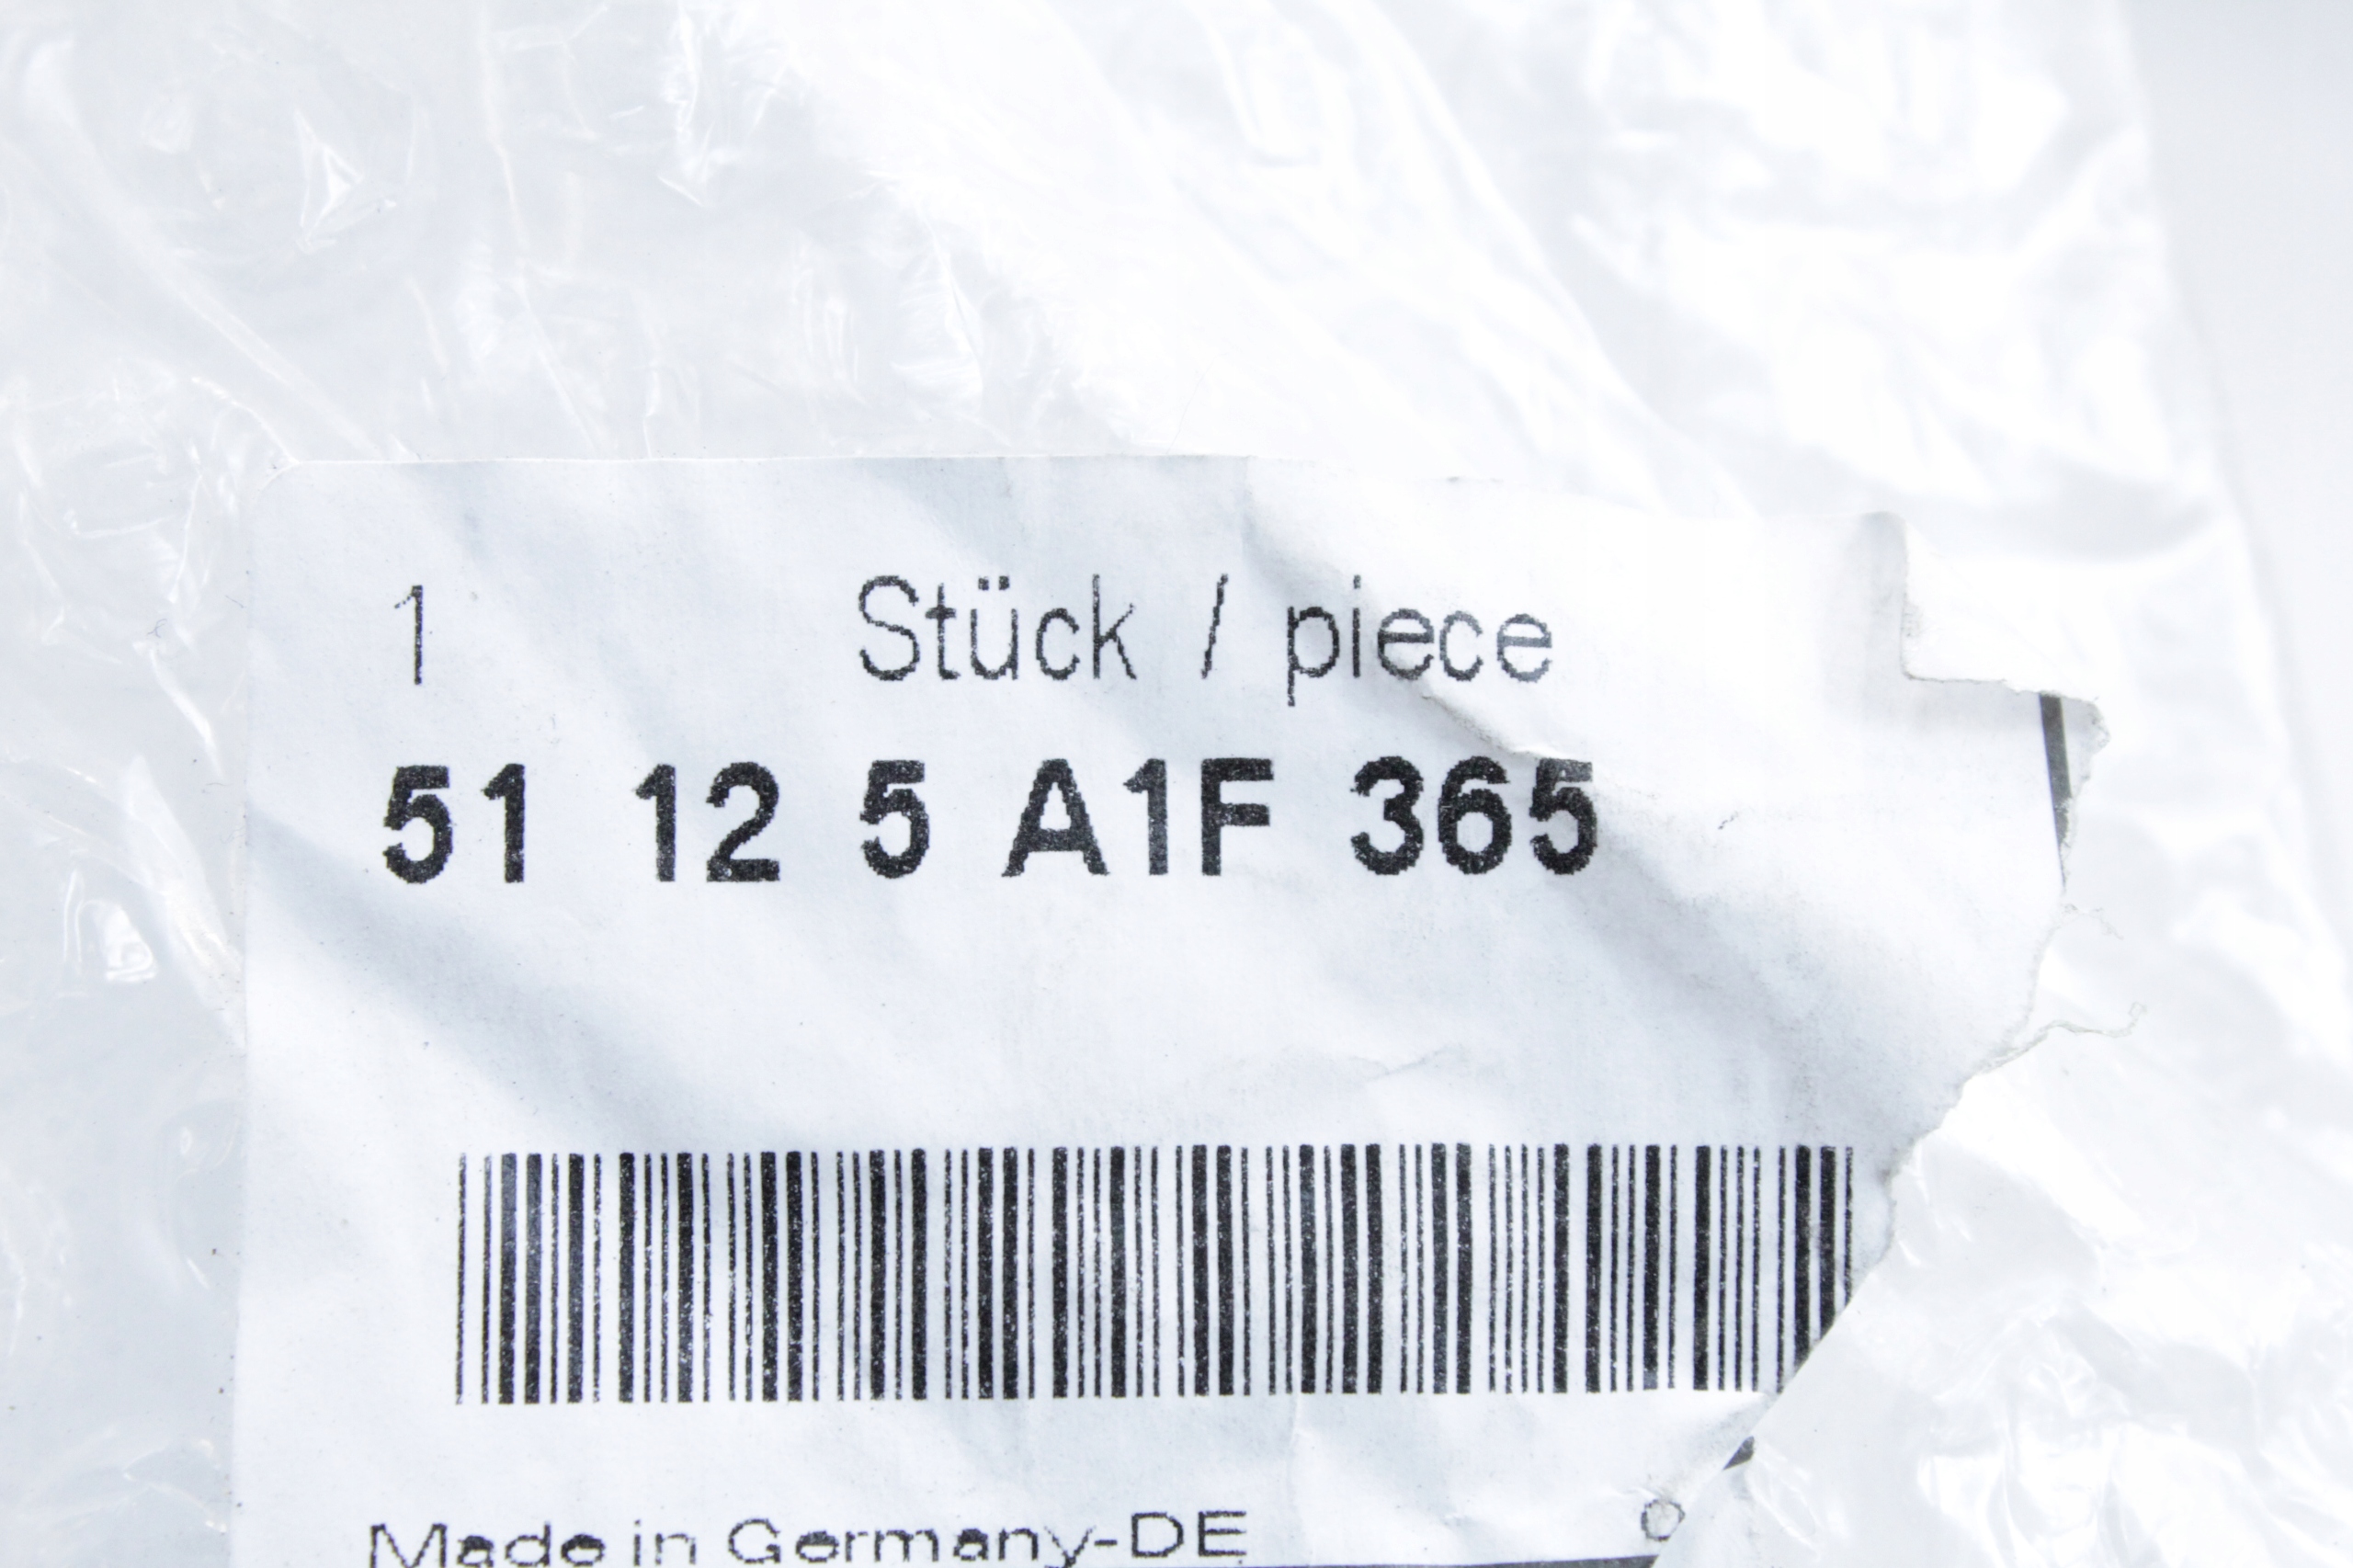 1 Stück / piece
51 12 5 A1F 365
Made in Germany-DE